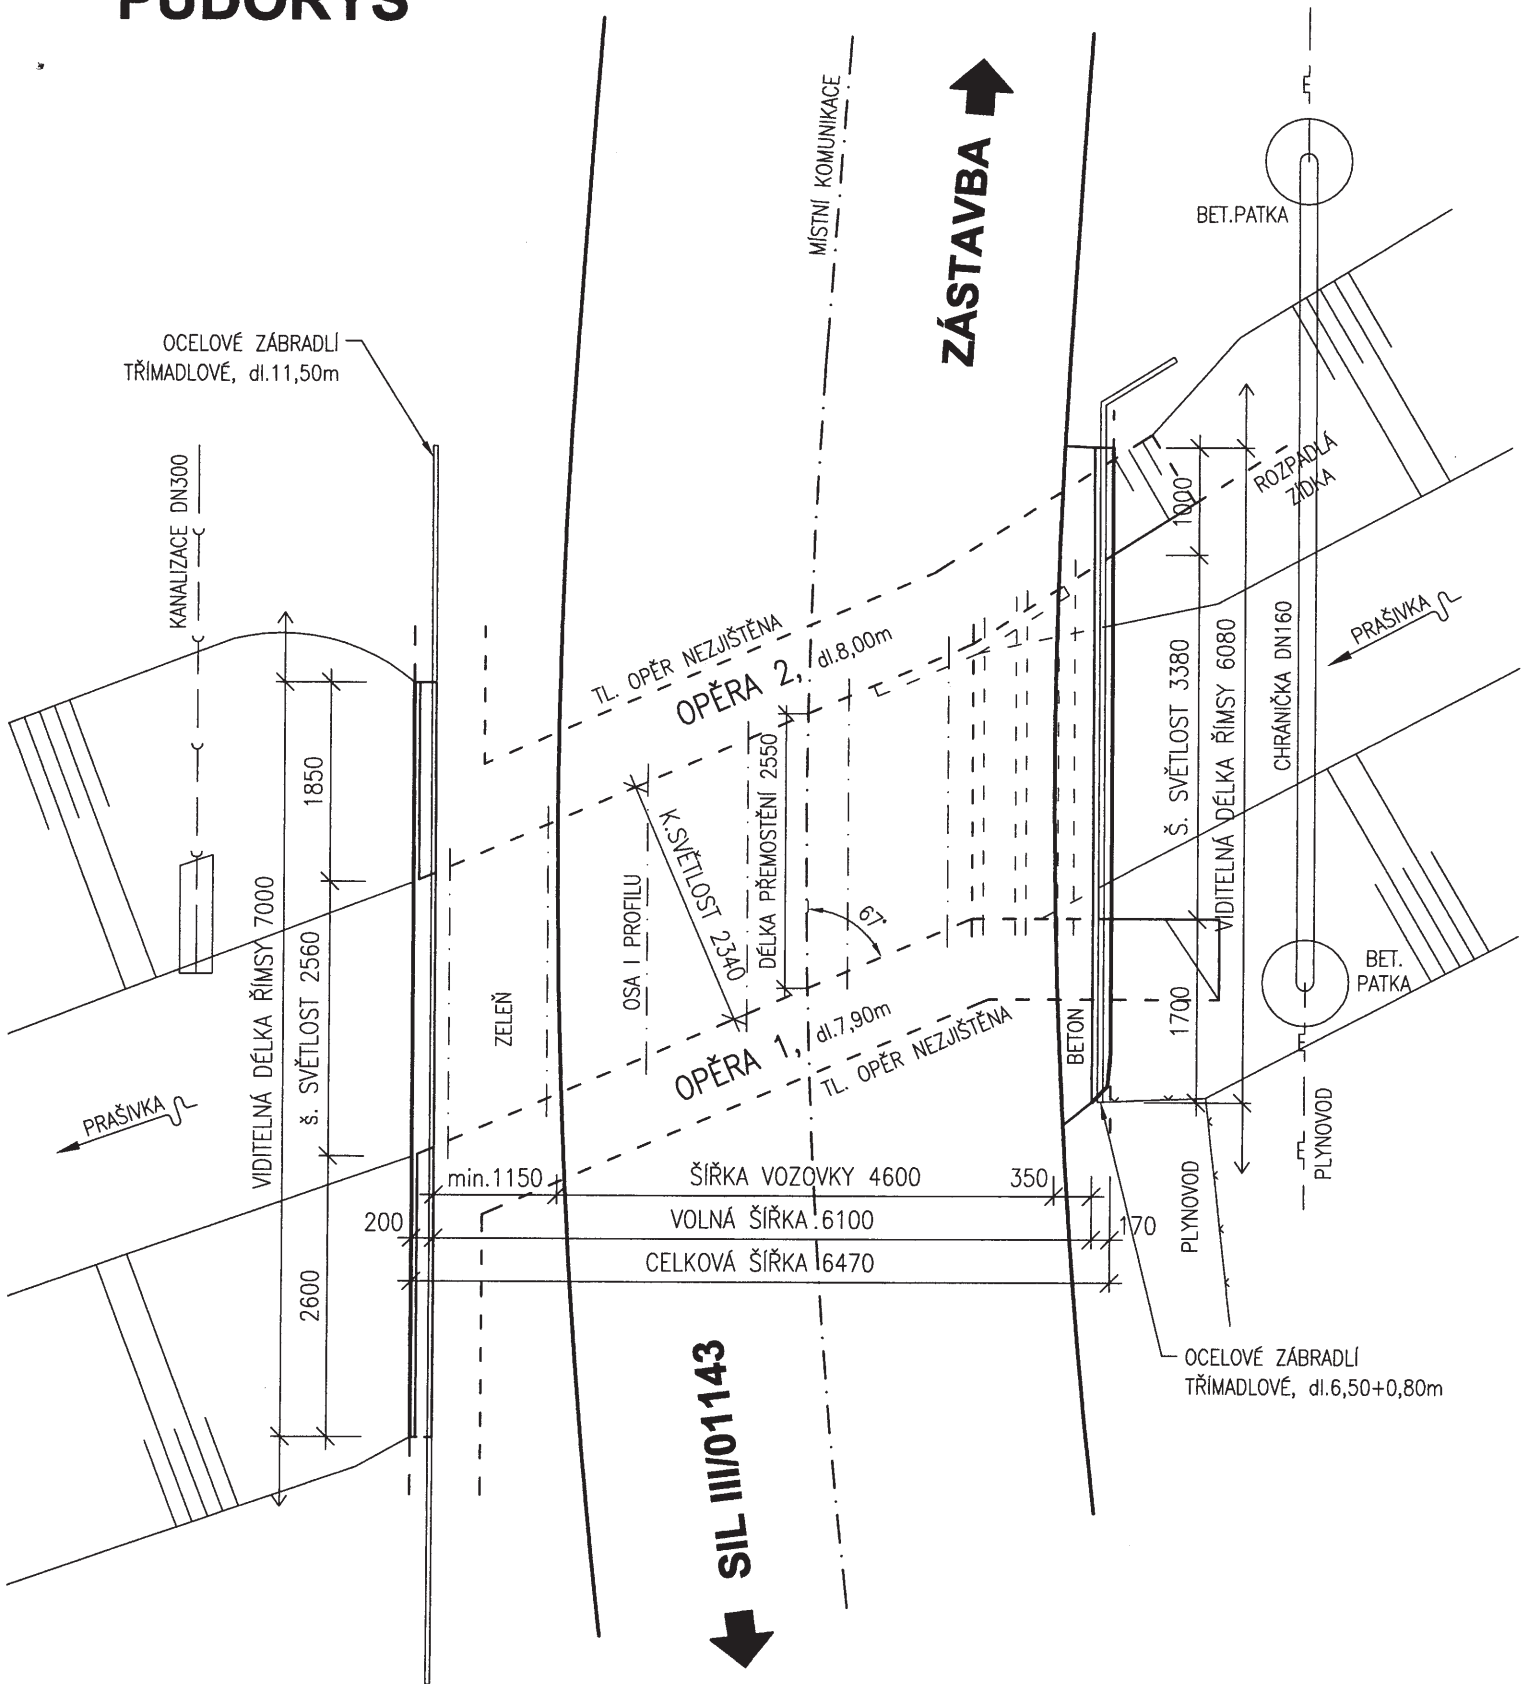 PŮDORYS
MÍSTNÍ KOMUNIKACE
ZÁSTAVBA
BET.PATKA
OCELOVÉ ZÁBRADLÍ
TŘÍMADLOVÉ, dl.11,50m
KANALIZACE DN300
ROZPADLÁ
ZÍDKA
1000
PRAŠIVKA
TL. OPĚR NEZJIŠTĚNA
OPĚRA 2, dl.8,00m
Š. SVĚTLOST 3380
VIDITELNÁ DÉLKA ŘÍMSY 6080
CHRÁNIČKA DN160
1850
K.SVĚTLOST 2340
DÉLKA PŘEMOSTĚNÍ 2550
67°
VIDITELNÁ DÉLKA ŘÍMSY 7000
Š. SVĚTLOST 2560
OSA I PROFILU
ZELEŇ
BET.
PATKA
1700
BETON
OPĚRA 1, dl.7,90m
TL. OPĚR NEZJIŠTĚNA
PRAŠIVKA
PLYNOVOD
min.1150
ŠÍŘKA VOZOVKY 4600
350
200
VOLNÁ ŠÍŘKA 6100
170
PLYNOVOD
CELKOVÁ ŠÍŘKA 6470
2600
SIL III/01143
OCELOVÉ ZÁBRADLÍ
TŘÍMADLOVÉ, dl.6,50+0,80m